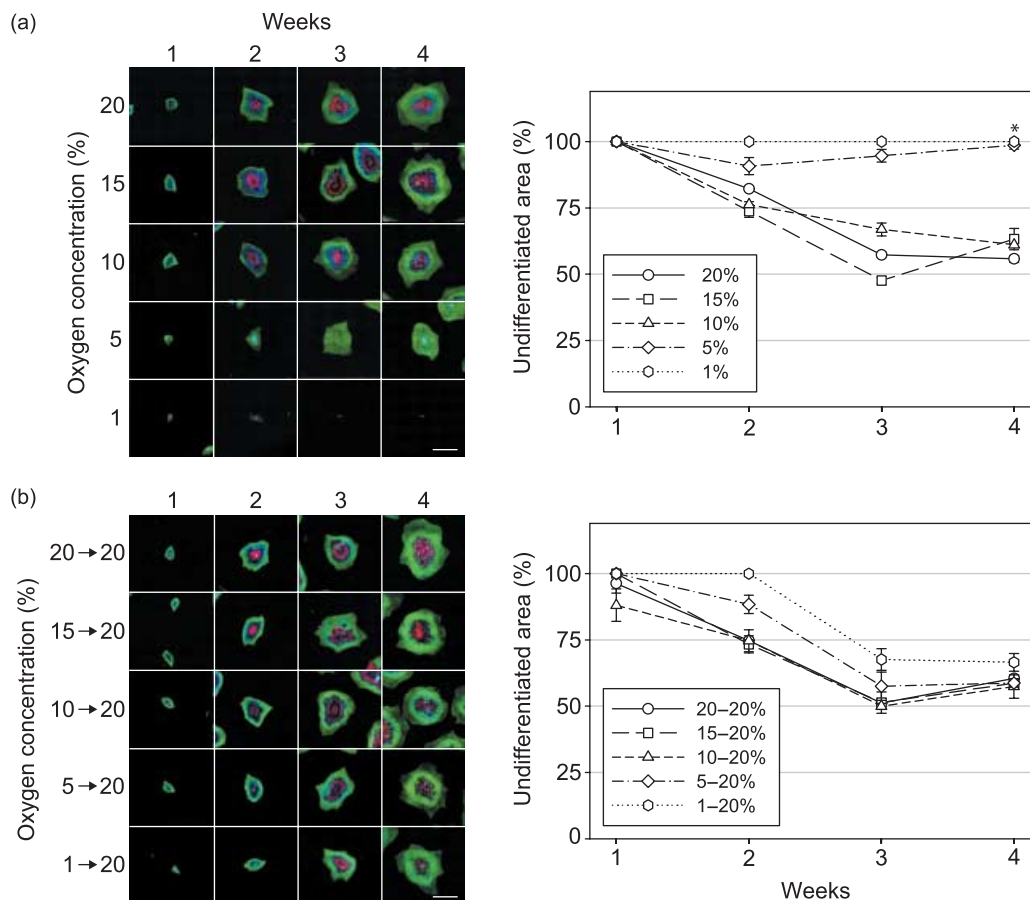 (a)
Weeks
1 2 3 4
Oxygen concentration (%)
20
15
10
5
1
Undifferentiated area (%)
100
75
50
25
0
*
20%
15%
10%
5%
1%
1 2 3 4
(b)
1 2 3 4
Oxygen concentration (%)
20→20
15→20
10→20
5→20
1→20
Undifferentiated area (%)
100
75
50
25
0
20–20%
15–20%
10–20%
5–20%
1–20%
1 2 3 4
Weeks